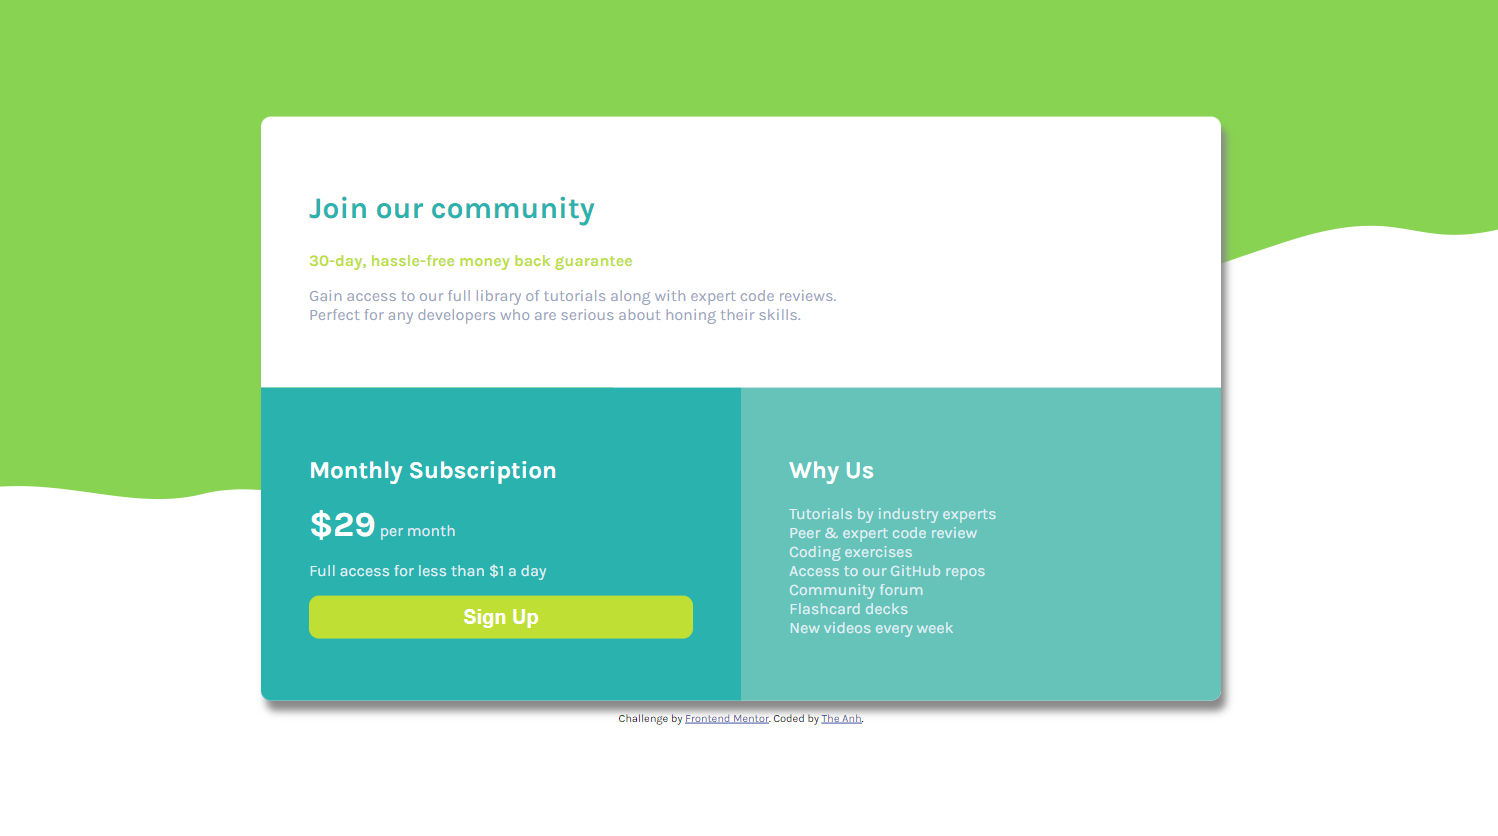 Join our community
30-day, hassle-free money back guarantee
Gain access to our full library of tutorials along with expert code reviews.
Perfect for any developers who are serious about honing their skills.
Monthly Subscription
$29 per month
Full access for less than $1 a day
Sign Up
Why Us
Tutorials by industry experts
Peer & expert code review
Coding exercises
Access to our GitHub repos
Community forum
Flashcard decks
New videos every week
Challenge by Frontend Mentor. Coded by The Anh.